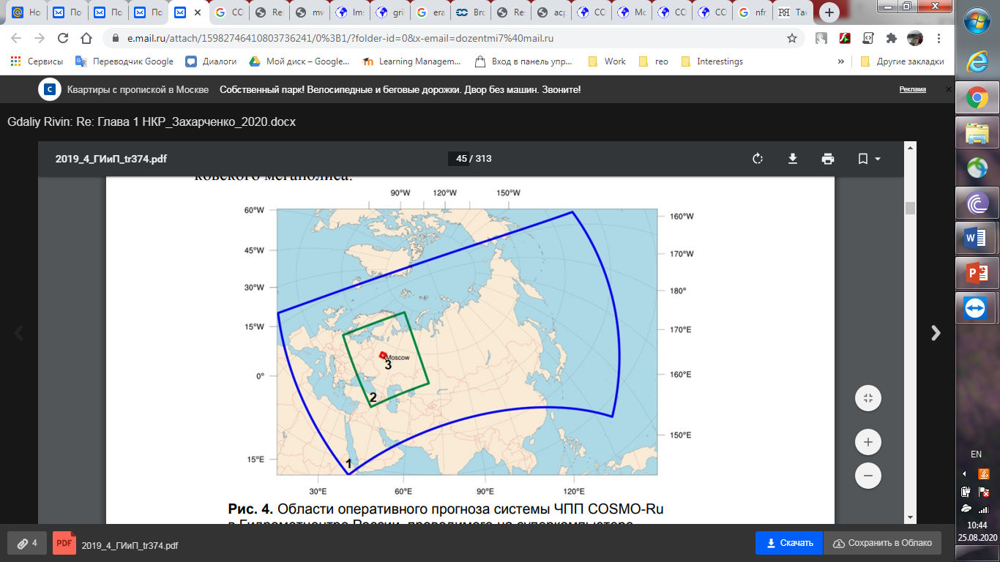 Но
По
По
По
CC
Re
mw
Ims
gri
era
Bro
Re
acp
CC
Mo
CC
CC
nfr
Так
e.mail.ru/attach/15982746410803736241/0%3B1/?folder-id=0&x-email=dozentmi7%40mail.ru
Сервисы Переводчик Google Диалоги Мой диск – Google... Learning Managem... Вход в панель упр... Work гео Interestings » Другие закладки
Квартиры с пропиской в Москве Собственный парк! Велосипедные и беговые дорожки. Двор без машин. Звоните! Реклама
Gdaliy Rivin: Re: Глава 1 НКР_Захарченко_2020.docx
2019_4_ГИиП_tr374.pdf 45 / 313
ковского мегаполиса.
90°W 120°W 150°W
60°W
45°W
30°W
15°W
0°
15°E
160°W
170°W
180°
170°E
160°E
150°E
Moscow
3
2
1
30°E 60°E 90°E 120°E
Рис. 4. Области оперативного прогноза системы ЧПП COSMO-Ru
в Гидрометцентре России, проводимого на суперкомпьютере
4 PDF 2019_4_ГИиП_tr374.pdf Скачать Сохранить в Облако
EN
10:44
25.08.2020